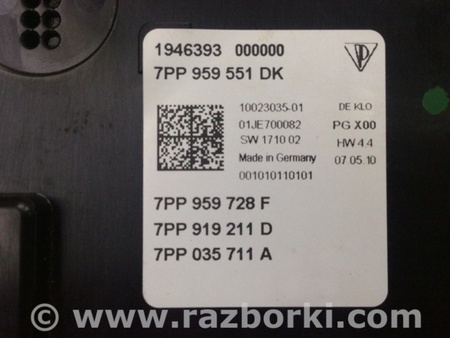 1946393 000000
7PP 959 551 DK
10023035-01 DE KLO
01JE700082 PG X00
SW 1710 02 HW 4.4
Made in Germany 07.05.10
001010110101
7PP 959 728 F
7PP 919 211 D
7PP 035 711 A
© www.razborki.com